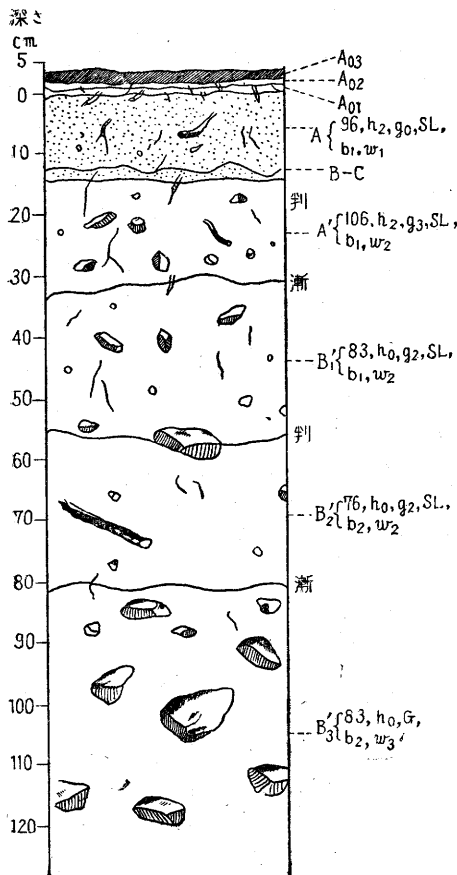 深さ
cm
5
0
10
20
30
40
50
60
70
80
90
100
110
120
A03
A02
A01
A { 96, h2, g0, SL,
b1, w1
B-C
判
A' { 106, h2, g3, SL,
b1, w2
漸
B1' { 83, h0, g2, SL,
b1, w2
判
B2' { 76, h0, g2, SL,
b2, w2
漸
B3' { 83, h0, G,
b2, w3